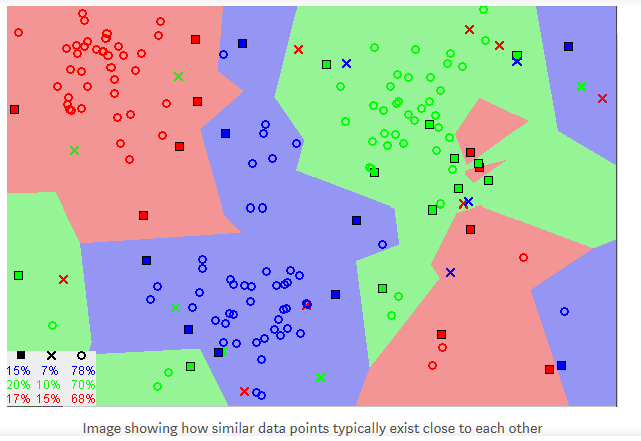 15% 7% 78%
20% 10% 70%
17% 15% 68%
Image showing how similar data points typically exist close to each other